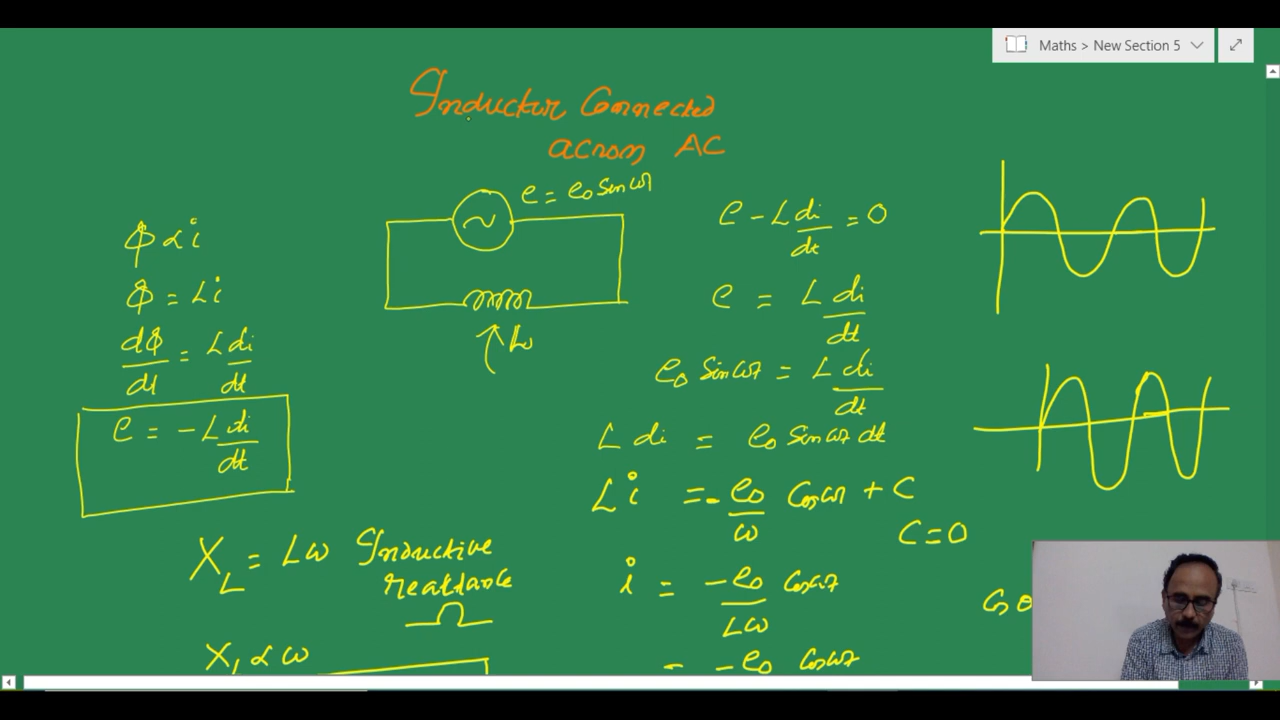 Maths > New Section 5
Inductor Connected
across AC
e = e₀ sin ωt
ϕ α i
ϕ = Li
dϕ/dt = L di/dt
e = -L di/dt
L
e - L di/dt = 0
e = L di/dt
e₀ sin ωt = L di/dt
L di = e₀ sin ωt dt
Li = - e₀/ω cos ωt + C
C = 0
X_L = Lω Inductive
reactance
i = -e₀/Lω cos ωt
X_L α ω
= -e₀ cos ωt